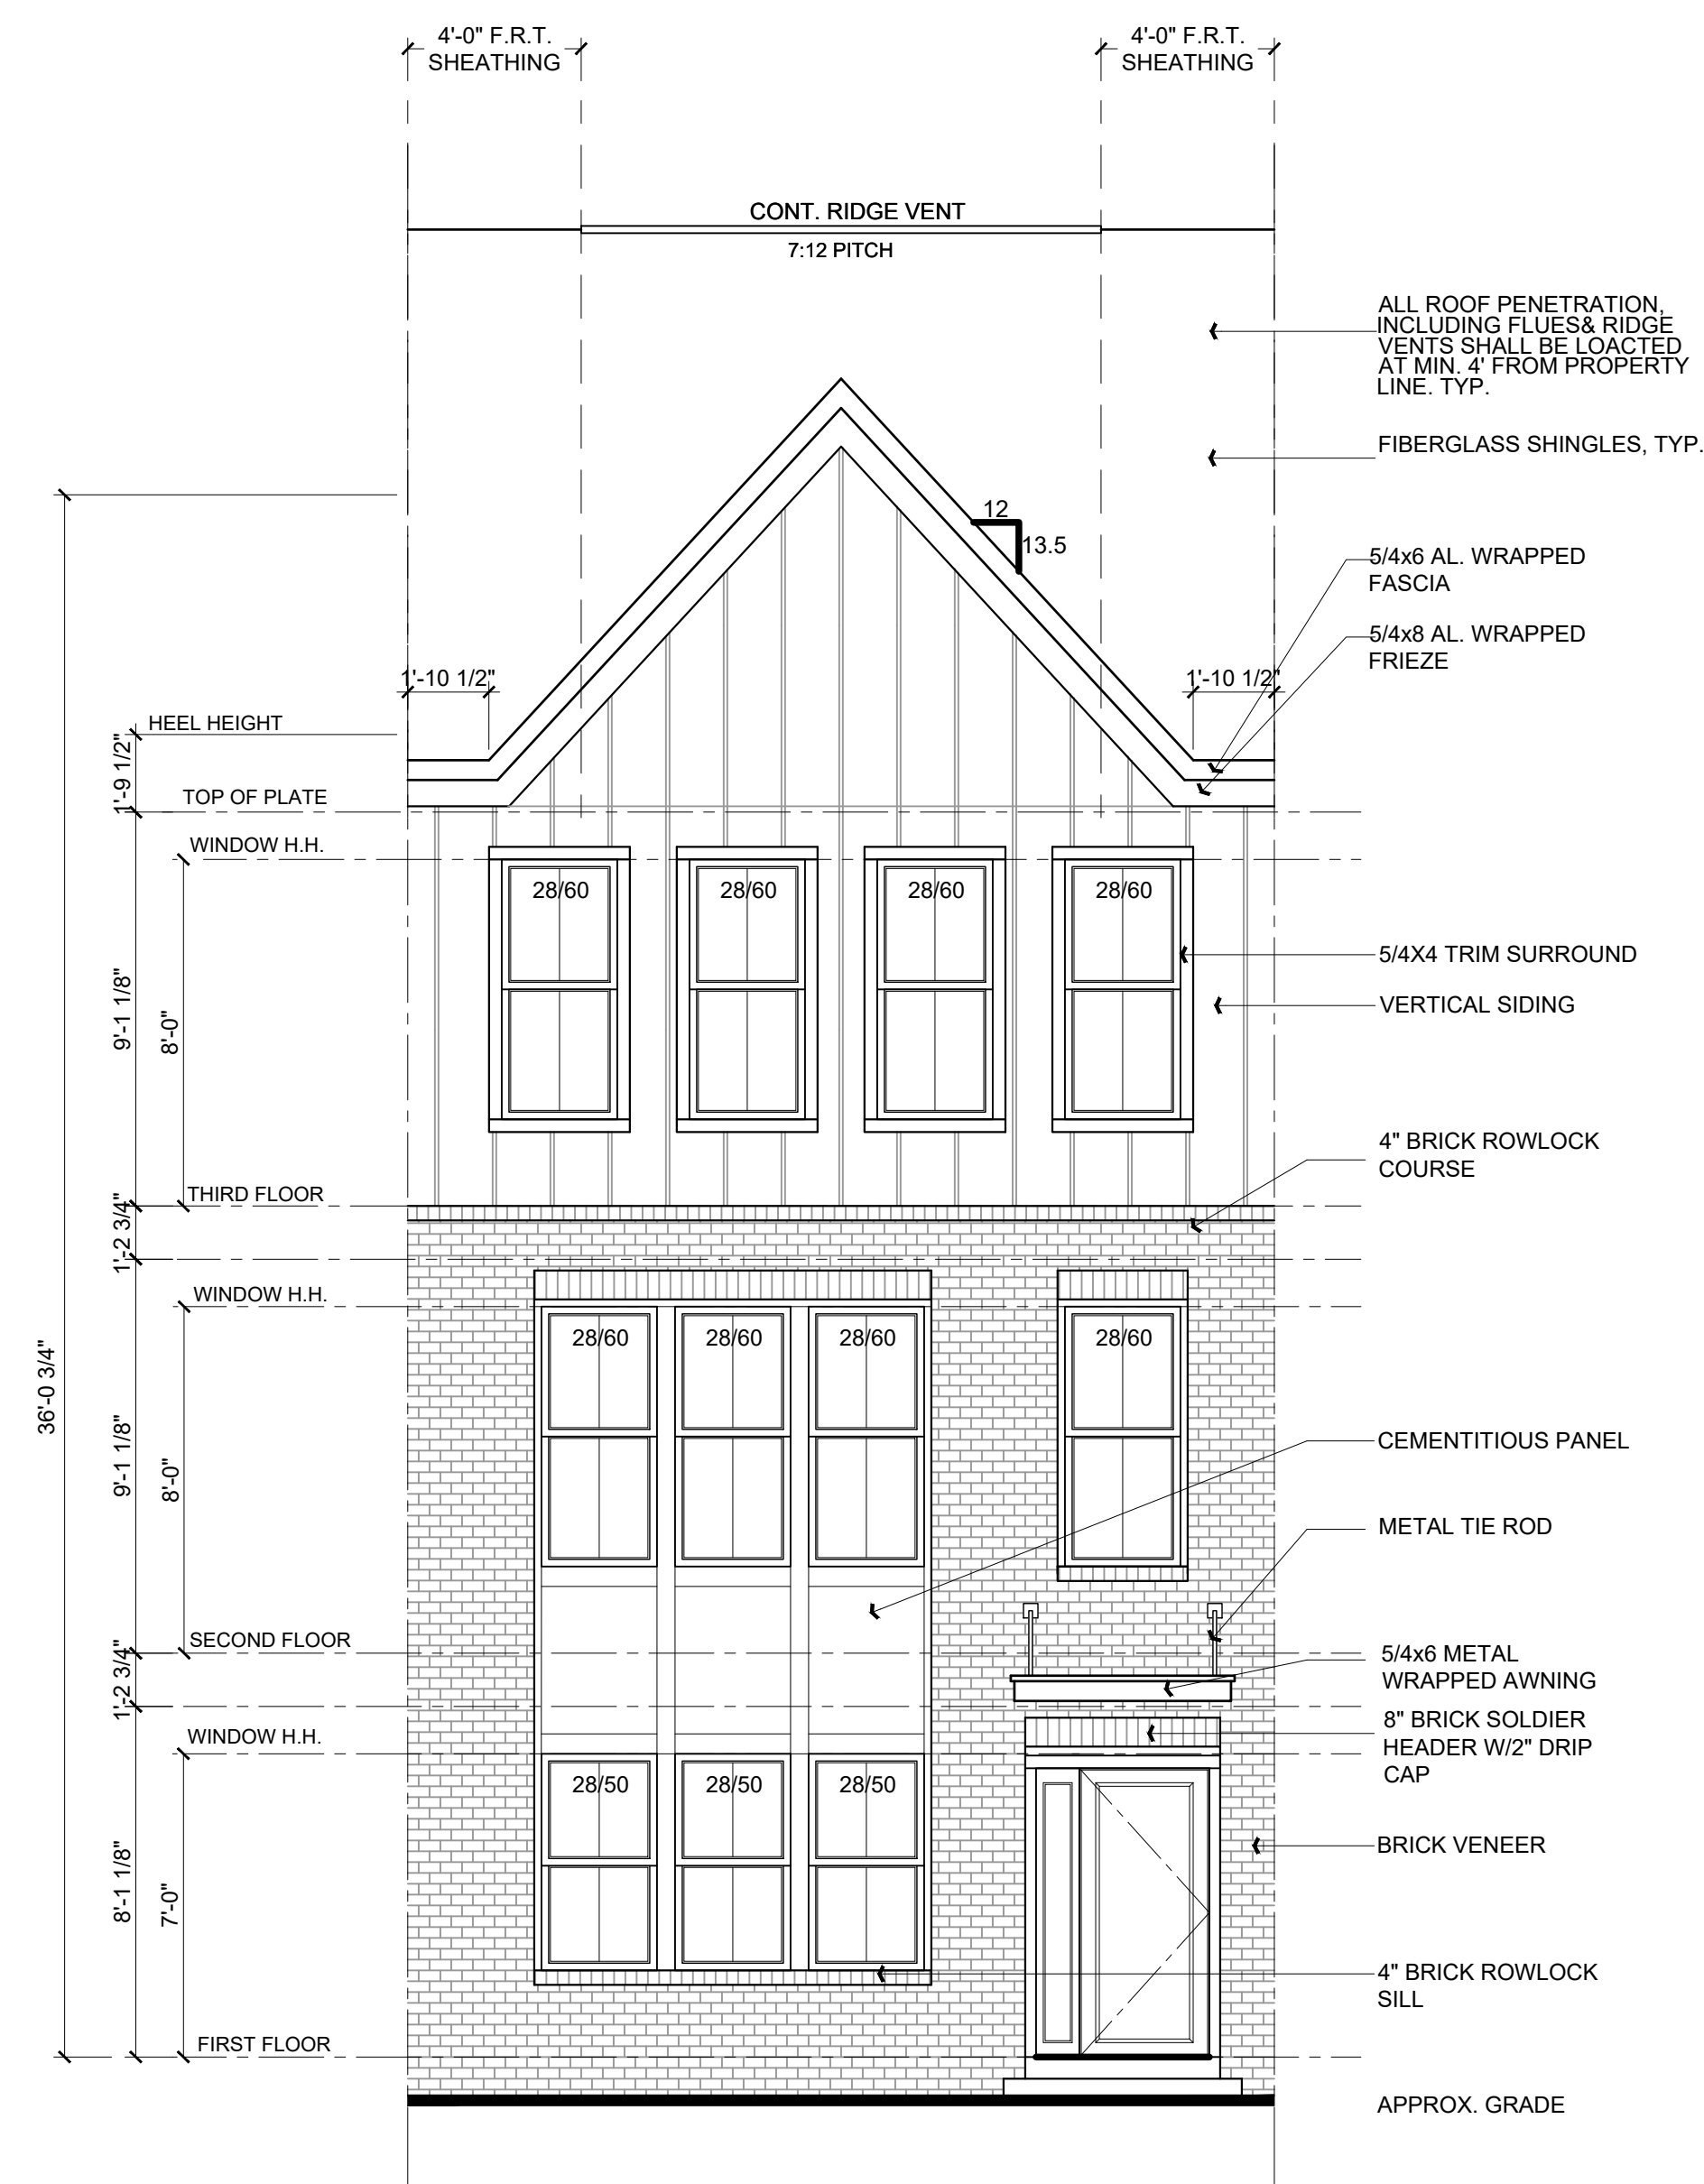 4'-0" F.R.T.
SHEATHING
4'-0" F.R.T.
SHEATHING
CONT. RIDGE VENT
7:12 PITCH
ALL ROOF PENETRATION,
INCLUDING FLUES& RIDGE
VENTS SHALL BE LOACTED
AT MIN. 4' FROM PROPERTY
LINE. TYP.
FIBERGLASS SHINGLES, TYP.
12
13.5
5/4x6 AL. WRAPPED
FASCIA
5/4x8 AL. WRAPPED
FRIEZE
1'-10 1/2"
1'-10 1/2"
HEEL HEIGHT
1'-9 1/2"
TOP OF PLATE
WINDOW H.H.
28/60
28/60
28/60
28/60
5/4X4 TRIM SURROUND
VERTICAL SIDING
9'-1 1/8"
8'-0"
4" BRICK ROWLOCK
COURSE
THIRD FLOOR
1'-2 3/4"
WINDOW H.H.
28/60
28/60
28/60
28/60
36'-0 3/4"
9'-1 1/8"
8'-0"
CEMENTITIOUS PANEL
METAL TIE ROD
SECOND FLOOR
1'-2 3/4"
5/4x6 METAL
WRAPPED AWNING
WINDOW H.H.
8" BRICK SOLDIER
HEADER W/2" DRIP
CAP
28/50
28/50
28/50
BRICK VENEER
8'-1 1/8"
7'-0"
4" BRICK ROWLOCK
SILL
FIRST FLOOR
APPROX. GRADE